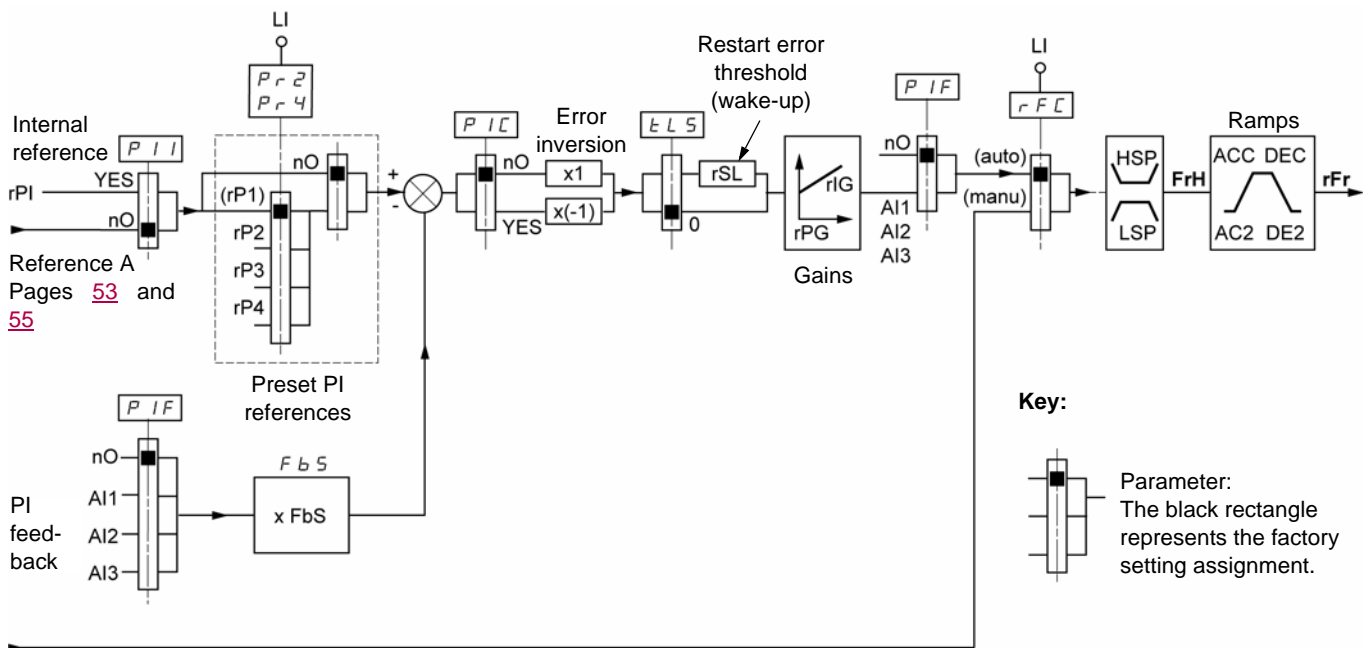 LI
Pr2
Pr4
Internal
reference
PII
YES
rPI
nO
Reference A
Pages 53 and
55
(rP1)
rP2
rP3
rP4
nO
Preset PI
references
+
-
PIC
nO
YES
Error
inversion
x1
x(-1)
tLS
0
Restart error
threshold
(wake-up)
rSL
rIG
rPG
Gains
PIF
nO
AI1
AI2
AI3
LI
rFC
(auto)
(manu)
HSP
LSP
FrH
Ramps
ACC DEC
AC2 DE2
rFr
PIF
nO
AI1
AI2
AI3
PI
feed-
back
FbS
x FbS
Key:
Parameter:
The black rectangle
represents the factory
setting assignment.